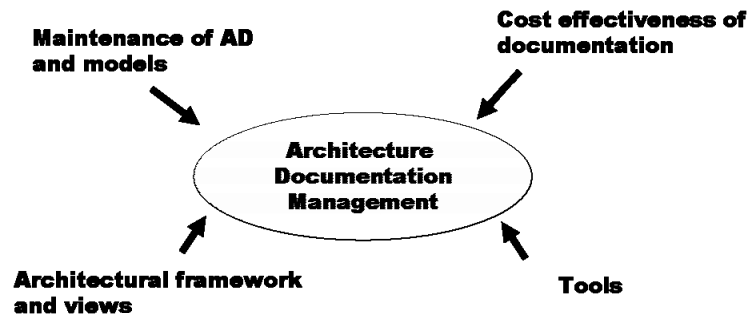 Maintenance of AD
and models
Cost effectiveness of
documentation
Architecture
Documentation
Management
Architectural framework
and views
Tools